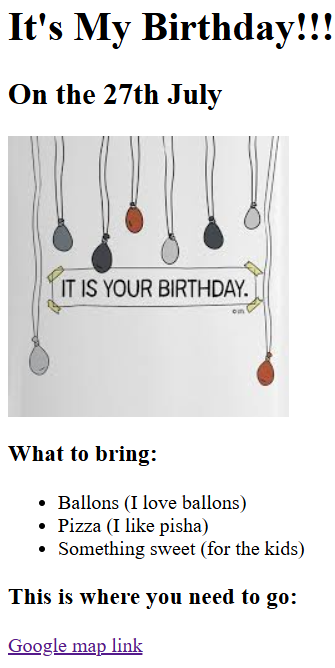 It's My Birthday!!!
On the 27th July
IT IS YOUR BIRTHDAY.
What to bring:
Ballons (I love ballons)
Pizza (I like pisha)
Something sweet (for the kids)
This is where you need to go:
Google map link